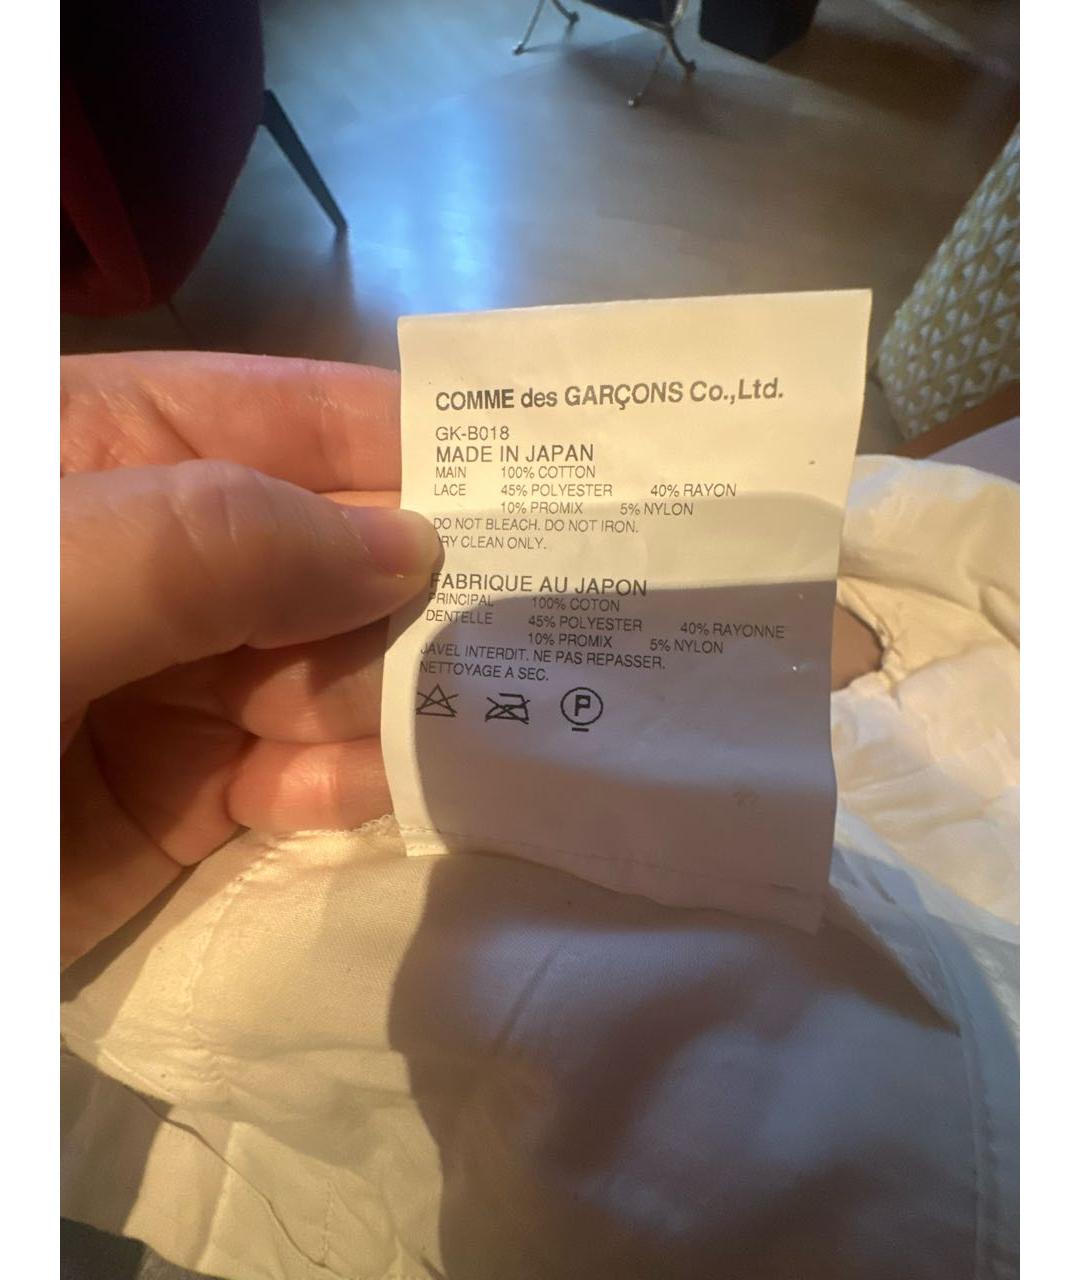 COMME des GARÇONS Co.,Ltd.
GK-B018
MADE IN JAPAN
MAIN 100% COTTON
LACE 45% POLYESTER 40% RAYON
10% PROMIX 5% NYLON
DO NOT BLEACH. DO NOT IRON.
RY CLEAN ONLY.
FABRIQUE AU JAPON
PRINCIPAL 100% COTON
DENTELLE 45% POLYESTER 40% RAYONNE
10% PROMIX 5% NYLON
JAVEL INTERDIT. NE PAS REPASSER.
NETTOYAGE A SEC.
P